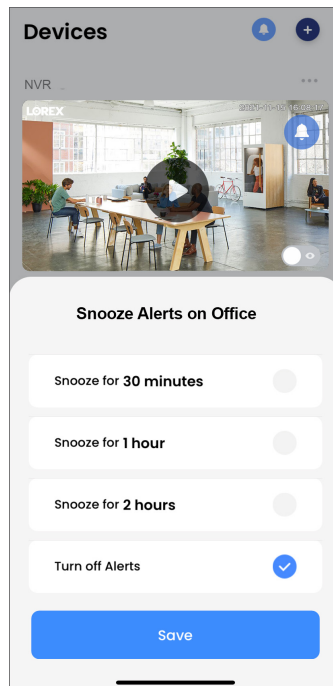 Devices
NVR
LOREX
Snooze Alerts on Office
Snooze for 30 minutes
Snooze for 1 hour
Snooze for 2 hours
Turn off Alerts
Save